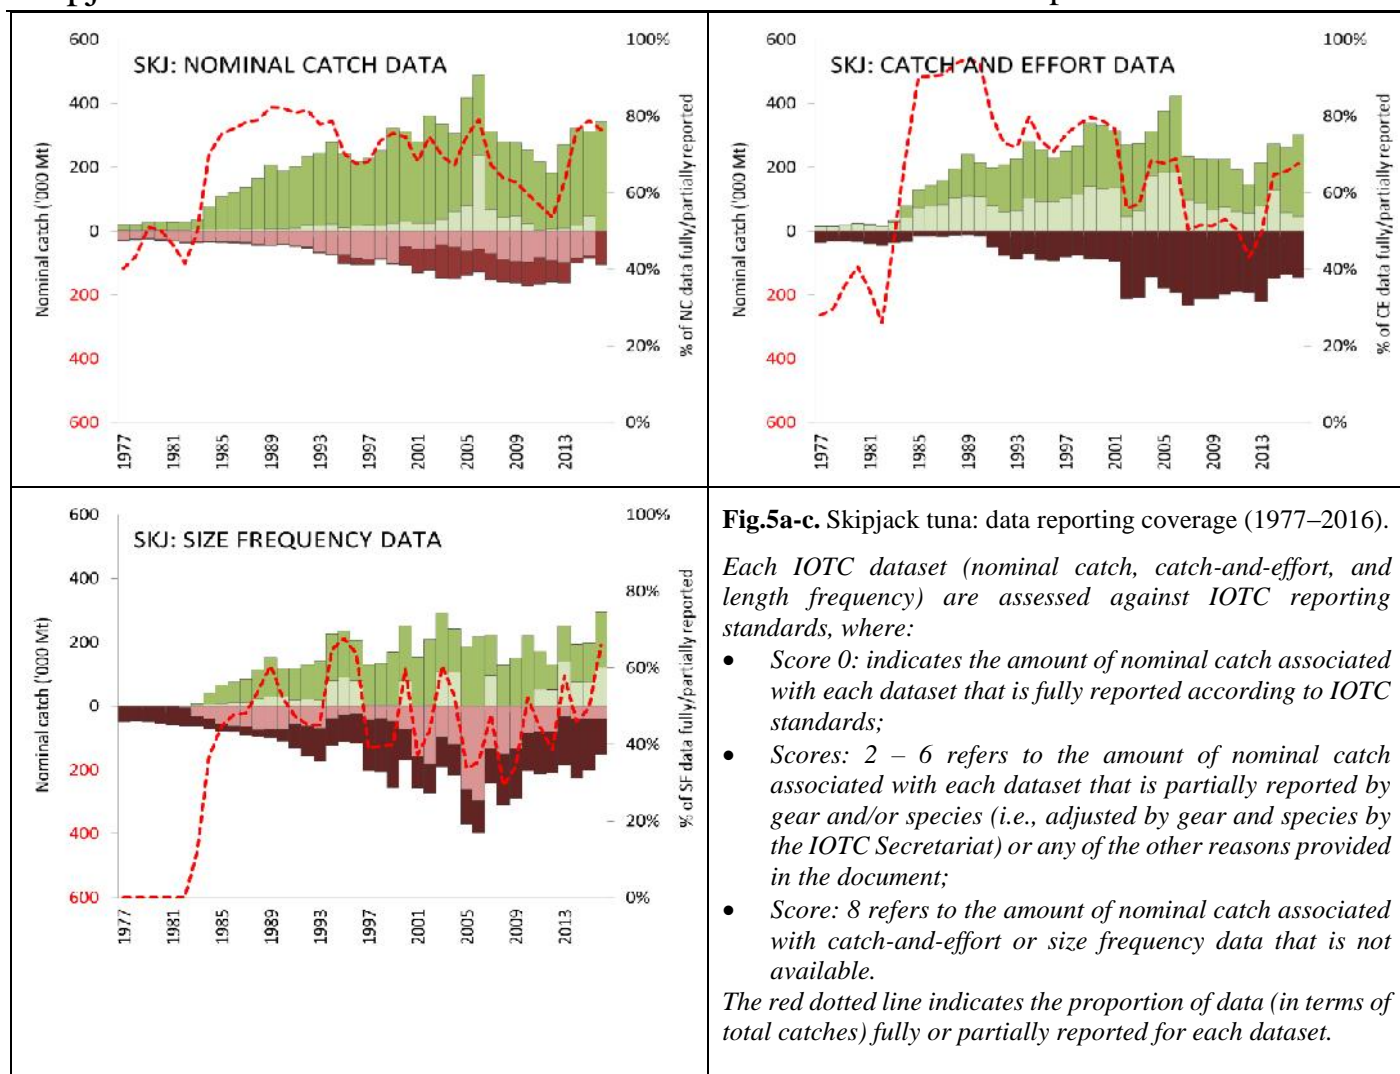 600
400
200
0
200
400
600
100%
80%
60%
40%
20%
0%
SKJ: NOMINAL CATCH DATA
Nominal catch ('000 Mt)
% of NC data fully/partially reported
1977
1981
1985
1989
1993
1997
2001
2005
2009
2013
600
400
200
0
200
400
600
100%
80%
60%
40%
20%
0%
SKJ: CATCH AND EFFORT DATA
Nominal catch ('000 Mt)
% of CE data fully/partially reported
1977
1981
1985
1989
1993
1997
2001
2005
2009
2013
600
400
200
0
200
400
600
100%
80%
60%
40%
20%
0%
SKJ: SIZE FREQUENCY DATA
Nominal catch ('000 Mt)
% of SF data fully/partially reported
1977
1981
1985
1989
1993
1997
2001
2005
2009
2013
Fig.5a-c. Skipjack tuna: data reporting coverage (1977–2016).
Each IOTC dataset (nominal catch, catch-and-effort, and
length frequency) are assessed against IOTC reporting
standards, where:
• Score 0: indicates the amount of nominal catch associated
with each dataset that is fully reported according to IOTC
standards;
• Scores: 2 – 6 refers to the amount of nominal catch
associated with each dataset that is partially reported by
gear and/or species (i.e., adjusted by gear and species by
the IOTC Secretariat) or any of the other reasons provided
in the document;
• Score: 8 refers to the amount of nominal catch associated
with catch-and-effort or size frequency data that is not
available.
The red dotted line indicates the proportion of data (in terms of
total catches) fully or partially reported for each dataset.